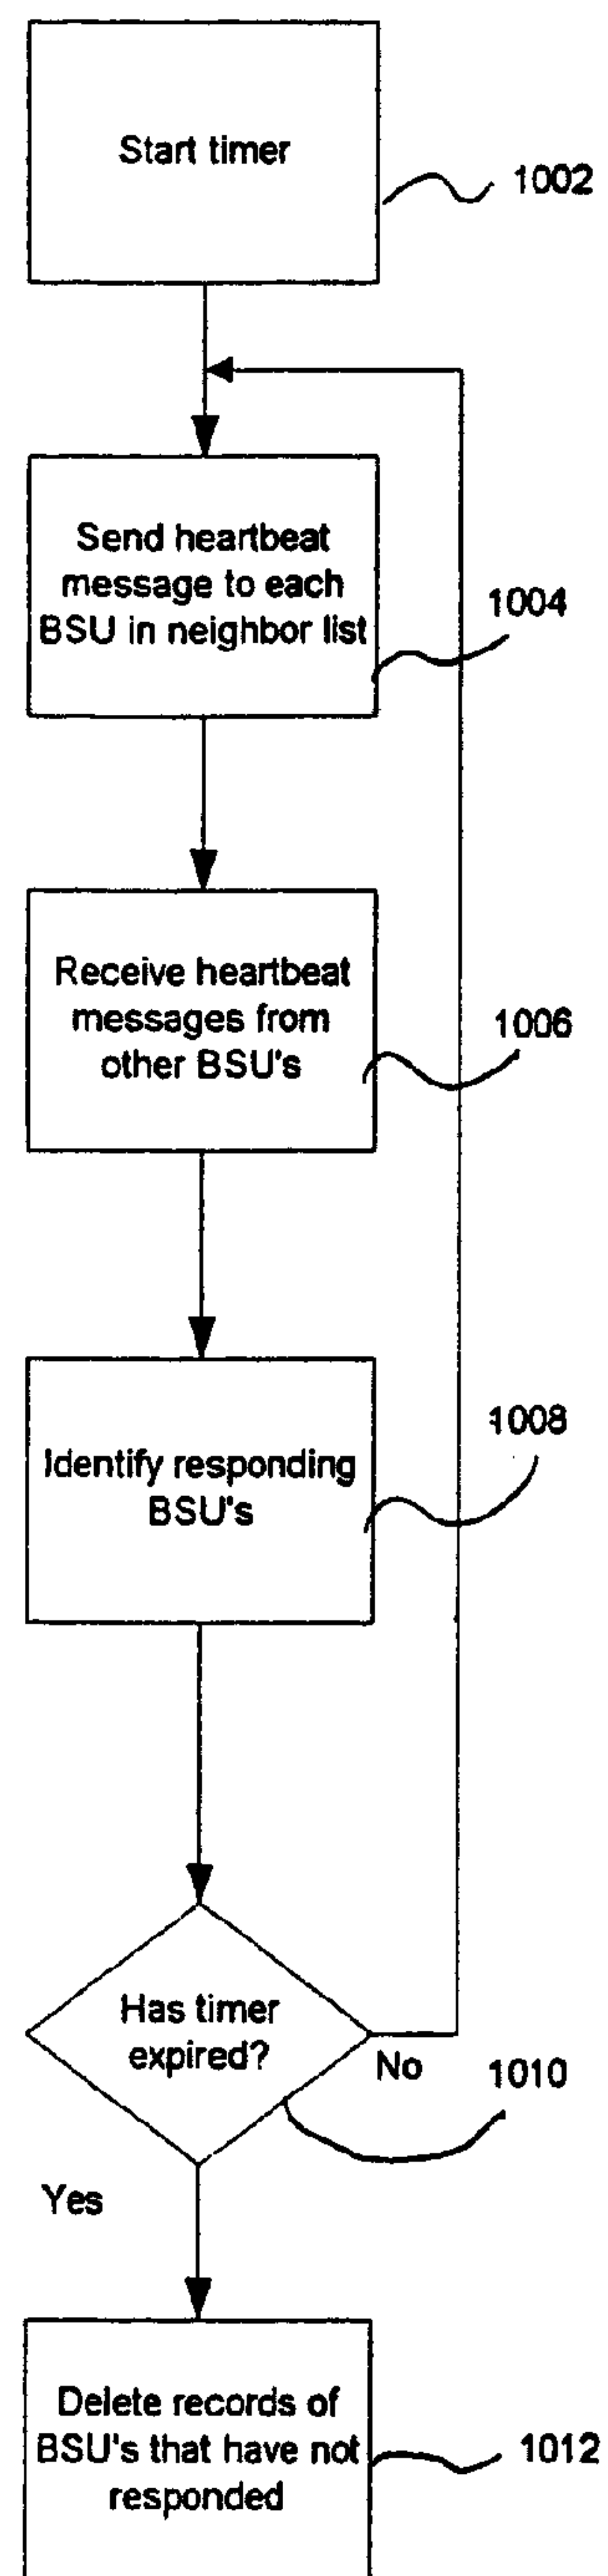 Start timer
1002
Send heartbeat
message to each
BSU in neighbor list
1004
Receive heartbeat
messages from
other BSU's
1006
Identify responding
BSU's
1008
Has timer
expired?
No
1010
Yes
Delete records of
BSU's that have not
responded
1012